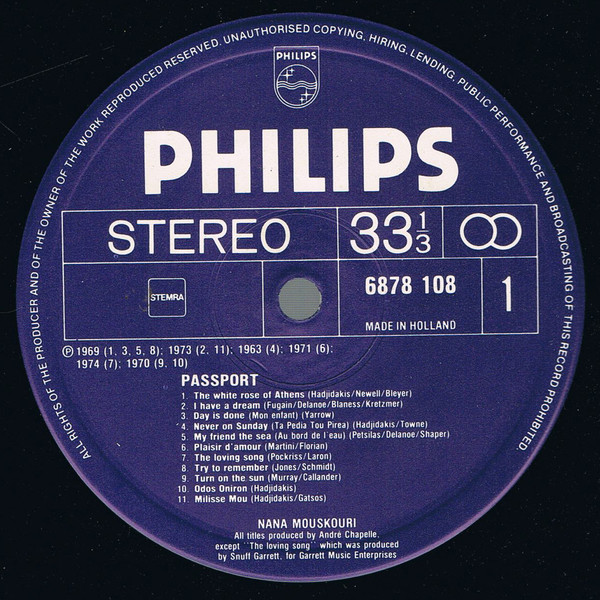 ALL RIGHTS OF THE PRODUCER AND OF THE OWNER OF THE WORK REPRODUCED RESERVED. UNAUTHORISED COPYING, HIRING, LENDING, PUBLIC PERFORMANCE AND BROADCASTING OF THIS RECORD PROHIBITED.
PHILIPS
PHILIPS
STEREO 33⅓
STEMRA 6878 108 1
MADE IN HOLLAND
℗ 1969 (1. 3. 5. 8): 1973 (2. 11): 1963 (4): 1971 (6):
1974 (7): 1970 (9. 10)
PASSPORT
1. The white rose of Athens (Hadjidakis/Newell/Bleyer)
2. I have a dream (Fugain/Delanoe/Blaness/Kretzmer)
3. Day is done (Mon enfant) (Yarrow)
4. Never on Sunday (Ta Pedia Tou Pirea) (Hadjidakis/Towne)
5. My friend the sea (Au bord de l'eau) (Petsilas/Delanoe/Shaper)
6. Plaisir d'amour (Martini/Florian)
7. The loving song (Pockriss/Laron)
8. Try to remember (Jones/Schmidt)
9. Turn on the sun (Murray/Callander)
10. Odos Oniron (Hadjidakis)
11. Milisse Mou (Hadjidakis/Gatsos)
NANA MOUSKOURI
All titles produced by André Chapelle,
except "The loving song" which was produced
by Snuff Garrett, for Garrett Music Enterprises